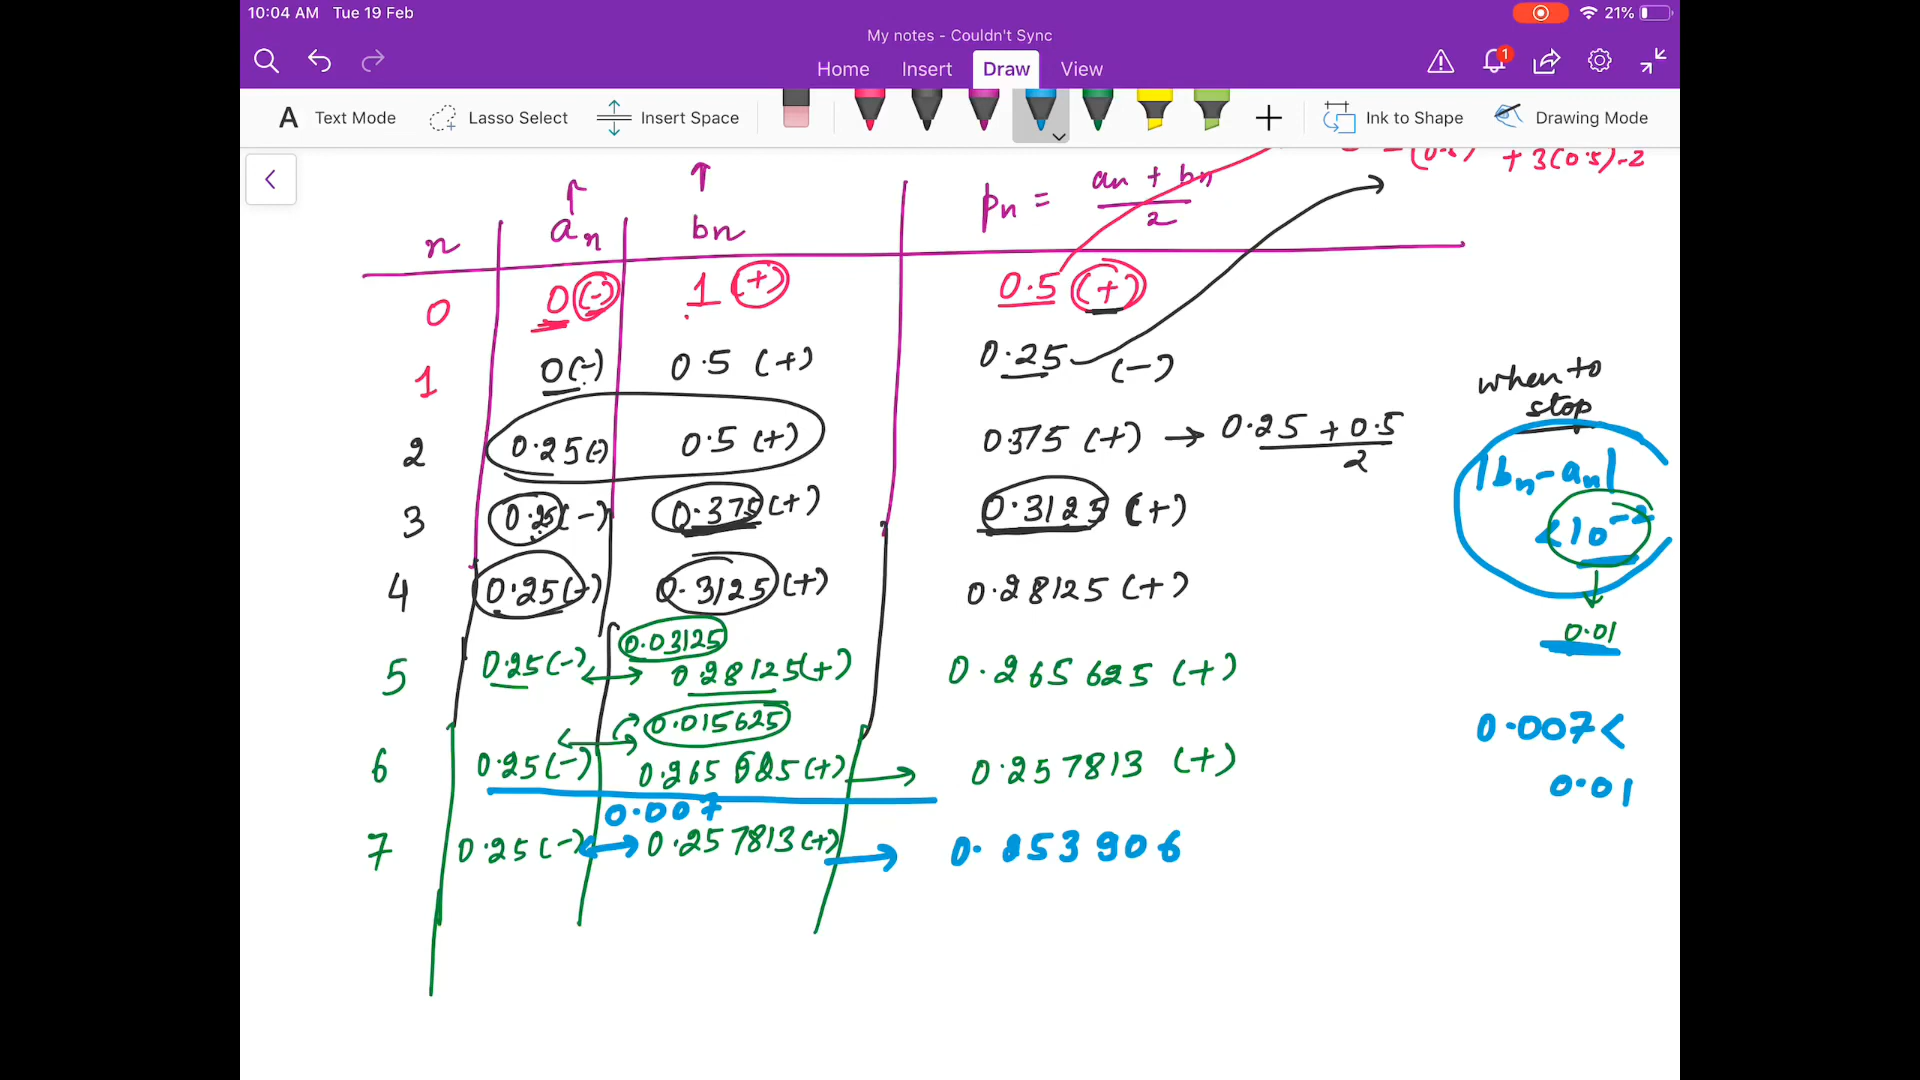 10:04 AM Tue 19 Feb 21%
My notes - Couldn't Sync
Home Insert Draw View 1
A Text Mode Lasso Select Insert Space Ink to Shape Drawing Mode
+ 3(0.5)-2
n an bn pn = an + bn / 2
0 0(-) 1(+) 0.5 (+)
1 0(-) 0.5 (+) 0.25 (-)
when to
stop
2 0.25(-) 0.5 (+) 0.375 (+) → 0.25 + 0.5 / 2
|bn-an|
3 0.25(-) 0.375(+) 0.3125 (+)
<10^-2
4 0.25(-) 0.3125(+) 0.28125 (+)
0.03125
0.01
5 0.25(-) 0.28125(+) 0.265625 (+)
0.015625
0.007<
6 0.25(-) 0.265625(+) 0.257813 (+)
0.01
0.007
7 0.25(-) 0.257813(+) 0.253906